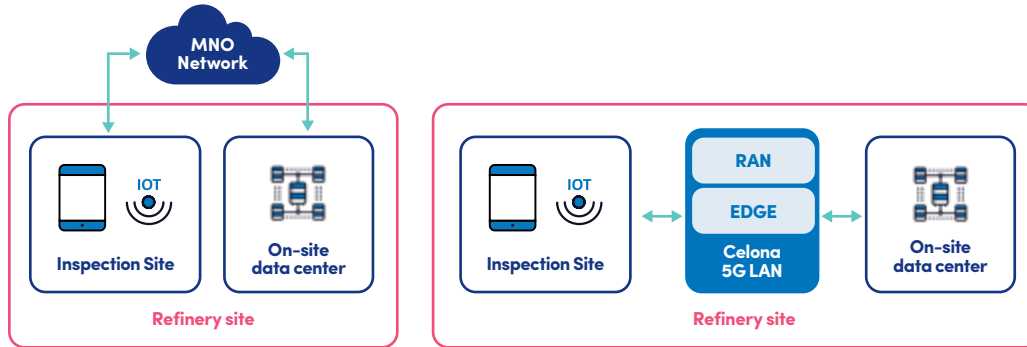 MNO
Network
IOT
Inspection Site
On-site
data center
Refinery site
IOT
Inspection Site
RAN
EDGE
Celona
5G LAN
On-site
data center
Refinery site